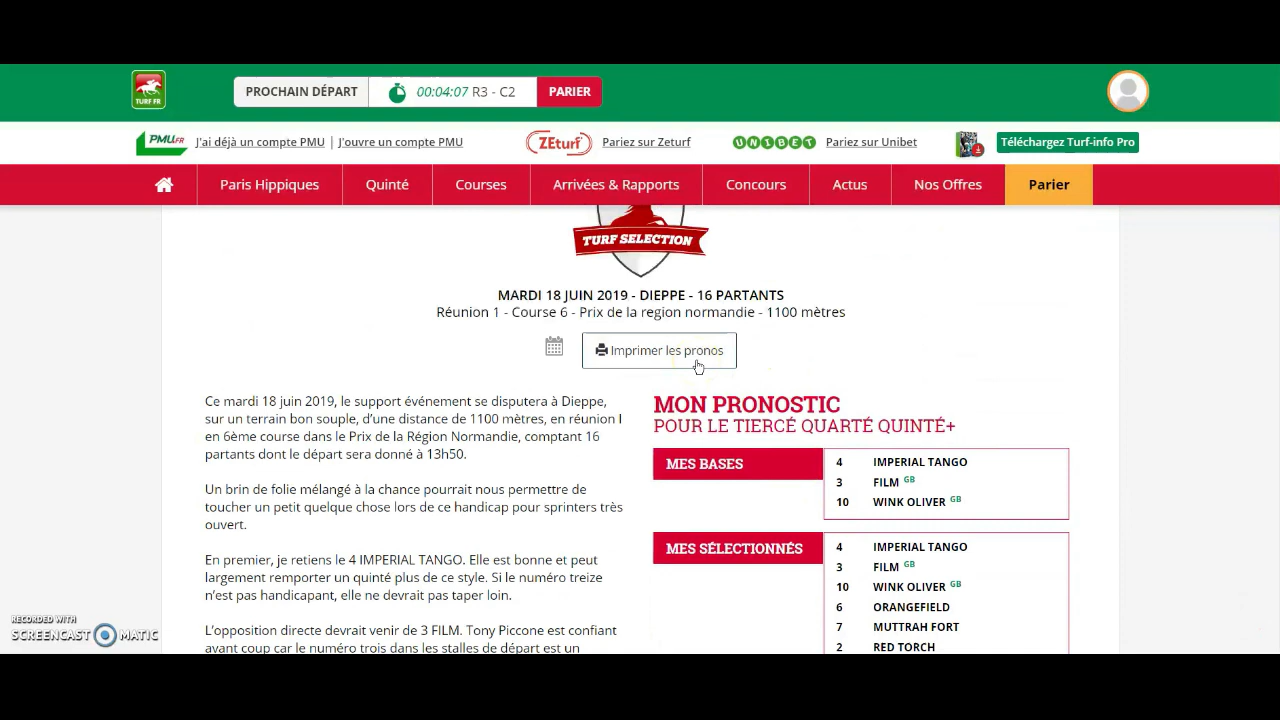 TURF FR
PROCHAIN DÉPART
00:04:07 R3 - C2
PARIER
PMU.FR
J'ai déjà un compte PMU | J'ouvre un compte PMU
ZEturf
Pariez sur Zeturf
UNIBET
Pariez sur Unibet
Téléchargez Turf-info Pro
Paris Hippiques
Quinté
Courses
Arrivées & Rapports
Concours
Actus
Nos Offres
Parier
TURF SELECTION
MARDI 18 JUIN 2019 - DIEPPE - 16 PARTANTS
Réunion 1 - Course 6 - Prix de la region normandie - 1100 mètres
Imprimer les pronos
Ce mardi 18 juin 2019, le support événement se disputera à Dieppe,
sur un terrain bon souple, d'une distance de 1100 mètres, en réunion I
en 6ème course dans le Prix de la Région Normandie, comptant 16
partants dont le départ sera donné à 13h50.
Un brin de folie mélangé à la chance pourrait nous permettre de
toucher un petit quelque chose lors de ce handicap pour sprinters très
ouvert.
En premier, je retiens le 4 IMPERIAL TANGO. Elle est bonne et peut
largement remporter un quinté plus de ce style. Si le numéro treize
n'est pas handicapant, elle ne devrait pas taper loin.
L'opposition directe devrait venir de 3 FILM. Tony Piccone est confiant
avant coup car le numéro trois dans les stalles de départ est un
MON PRONOSTIC
POUR LE TIERCÉ QUARTÉ QUINTÉ+
MES BASES
4 IMPERIAL TANGO
3 FILM GB
10 WINK OLIVER GB
MES SÉLECTIONNÉS
4 IMPERIAL TANGO
3 FILM GB
10 WINK OLIVER GB
6 ORANGEFIELD
7 MUTTRAH FORT
2 RED TORCH
RECORDED WITH
SCREENCAST MATIC